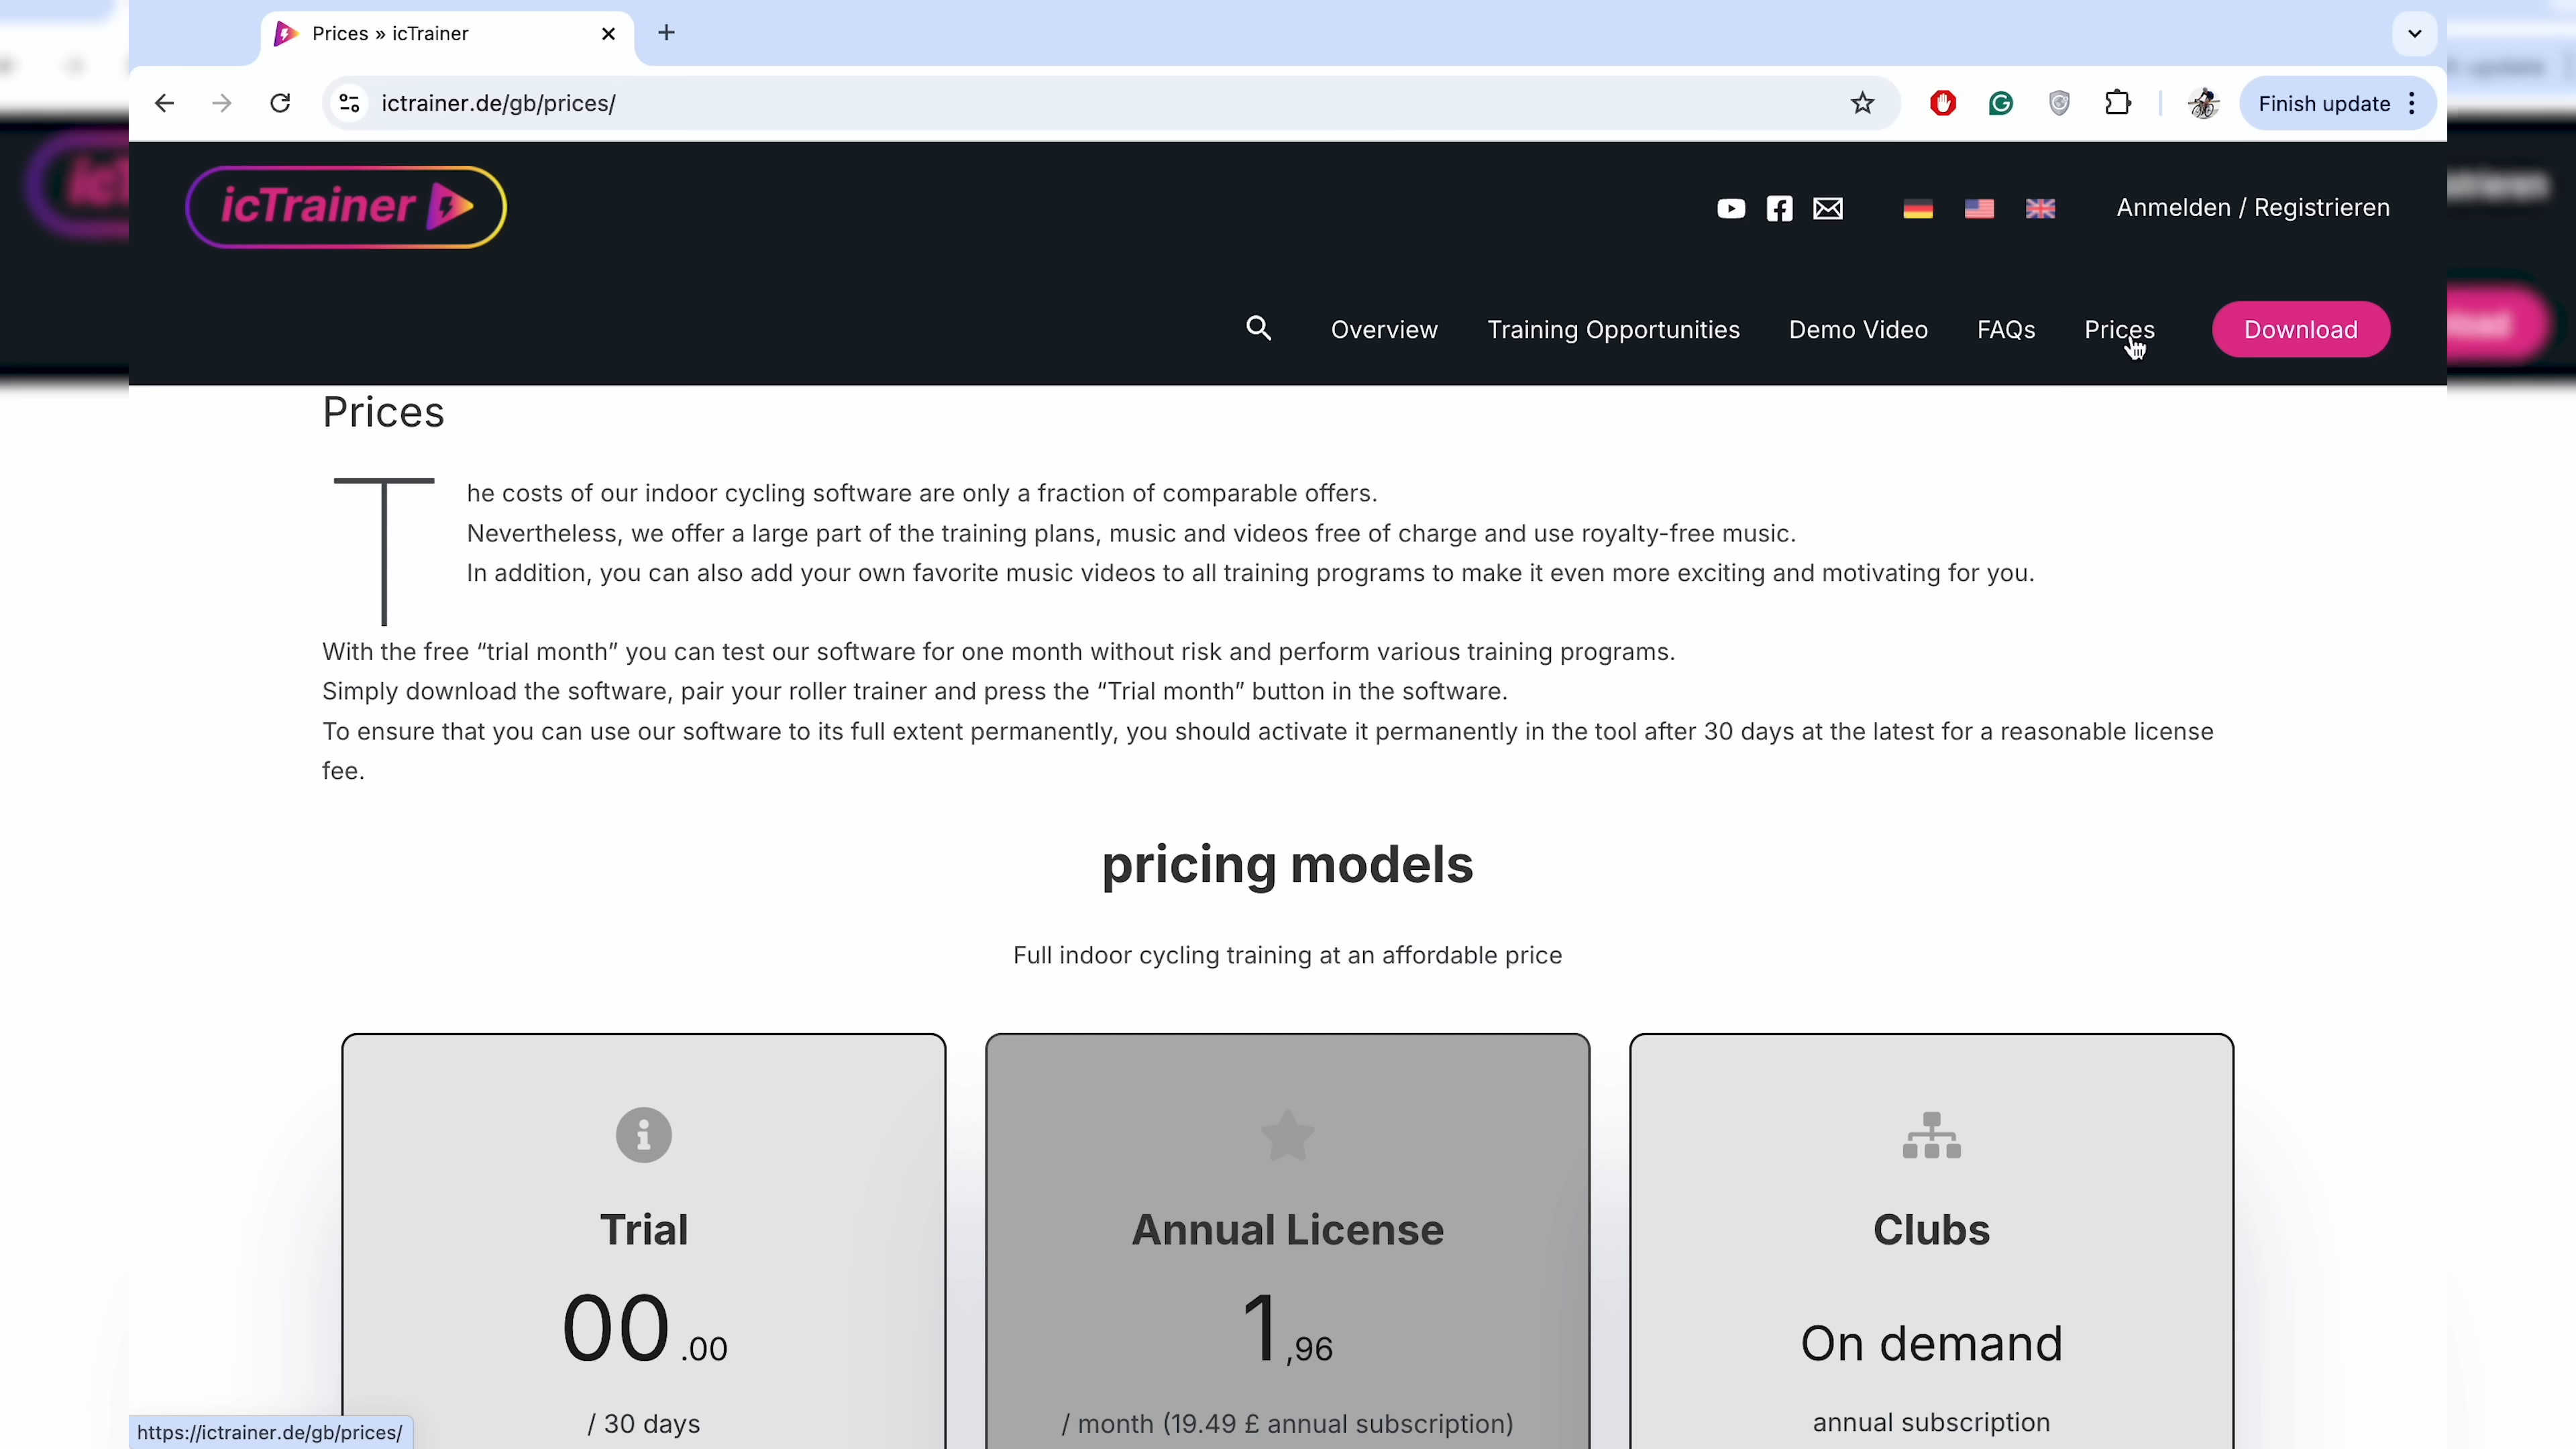 Prices » icTrainer
ictrainer.de/gb/prices/
Finish update
icTrainer
Anmelden / Registrieren
Overview
Training Opportunities
Demo Video
FAQs
Prices
Download
Prices
The costs of our indoor cycling software are only a fraction of comparable offers.
Nevertheless, we offer a large part of the training plans, music and videos free of charge and use royalty-free music.
In addition, you can also add your own favorite music videos to all training programs to make it even more exciting and motivating for you.
With the free “trial month” you can test our software for one month without risk and perform various training programs.
Simply download the software, pair your roller trainer and press the “Trial month” button in the software.
To ensure that you can use our software to its full extent permanently, you should activate it permanently in the tool after 30 days at the latest for a reasonable license
fee.
pricing models
Full indoor cycling training at an affordable price
Trial
00.00
/ 30 days
Annual License
1,96
/ month (19.49 £ annual subscription)
Clubs
On demand
annual subscription
https://ictrainer.de/gb/prices/